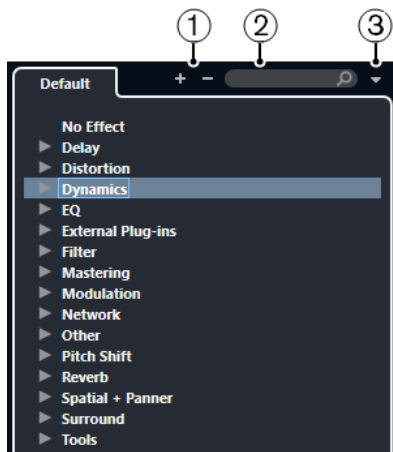 1 2 3
Default + −
No Effect
Delay
Distortion
Dynamics
EQ
External Plug-ins
Filter
Mastering
Modulation
Network
Other
Pitch Shift
Reverb
Spatial + Panner
Surround
Tools